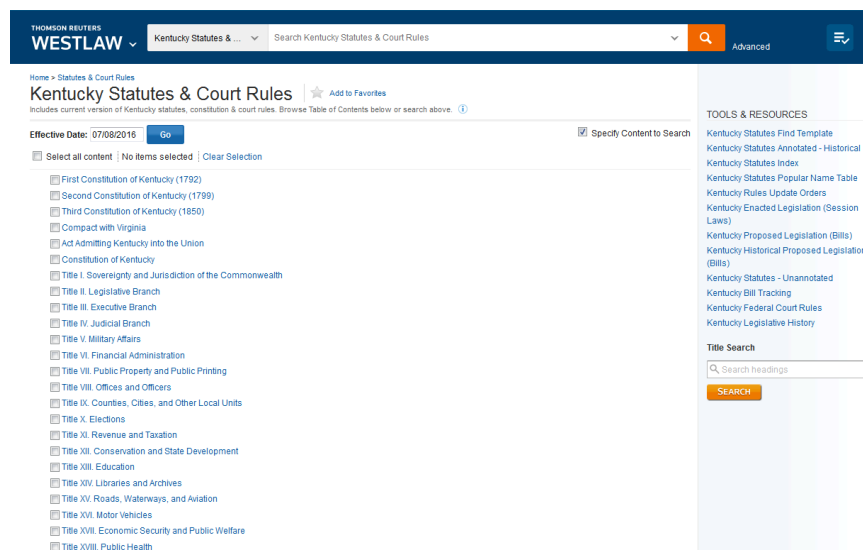 THOMSON REUTERS
WESTLAW
Kentucky Statutes & ...
Search Kentucky Statutes & Court Rules
Advanced
Home > Statutes & Court Rules
Kentucky Statutes & Court Rules
Add to Favorites
Includes current version of Kentucky statutes, constitution & court rules. Browse Table of Contents below or search above.
Effective Date: 07/08/2016 Go
Specify Content to Search
Select all content No items selected Clear Selection
First Constitution of Kentucky (1792)
Second Constitution of Kentucky (1799)
Third Constitution of Kentucky (1850)
Compact with Virginia
Act Admitting Kentucky into the Union
Constitution of Kentucky
Title I. Sovereignty and Jurisdiction of the Commonwealth
Title II. Legislative Branch
Title III. Executive Branch
Title IV. Judicial Branch
Title V. Military Affairs
Title VI. Financial Administration
Title VII. Public Property and Public Printing
Title VIII. Offices and Officers
Title IX. Counties, Cities, and Other Local Units
Title X. Elections
Title XI. Revenue and Taxation
Title XII. Conservation and State Development
Title XIII. Education
Title XIV. Libraries and Archives
Title XV. Roads, Waterways, and Aviation
Title XVI. Motor Vehicles
Title XVII. Economic Security and Public Welfare
Title XVIII. Public Health
TOOLS & RESOURCES
Kentucky Statutes Find Template
Kentucky Statutes Annotated - Historical
Kentucky Statutes Index
Kentucky Statutes Popular Name Table
Kentucky Rules Update Orders
Kentucky Enacted Legislation (Session
Laws)
Kentucky Proposed Legislation (Bills)
Kentucky Historical Proposed Legislation
(Bills)
Kentucky Statutes - Unannotated
Kentucky Bill Tracking
Kentucky Federal Court Rules
Kentucky Legislative History
Title Search
Search headings
SEARCH